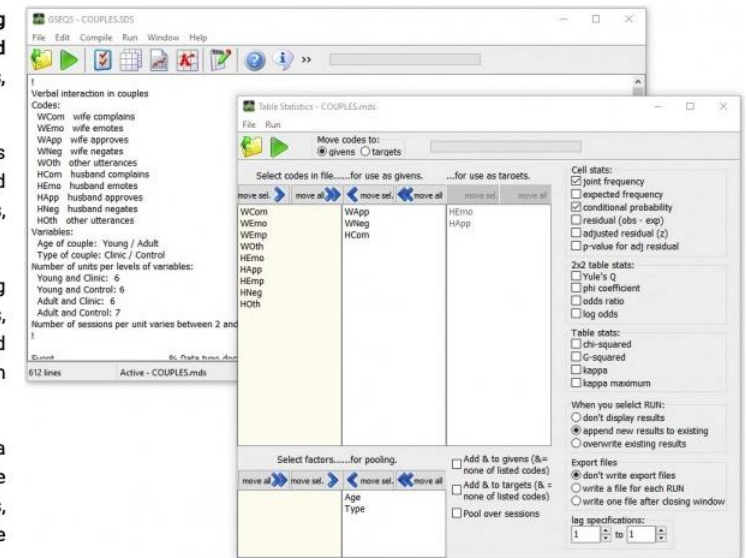 g
d
s,
s
d
s,
g
s,
d
n
a
e
s,
e
GSEQ5 - COUPLES.SDS
File Edit Compile Run Window Help
!
Verbal interaction in couples
Codes:
WCom wife complains
WEmo wife emotes
WApp wife approves
WNeg wife negates
WOth other utterances
HCom husband complains
HEmo husband emotes
HApp husband approves
HNeg husband negates
HOth other utterances
Variables:
Age of couple: Young / Adult
Type of couple: Clinic / Control
Number of units per levels of variables:
Young and Clinic: 6
Young and Control: 6
Adult and Clinic: 6
Adult and Control: 7
Number of sessions per unit varies between 2 and
!
612 lines Active - COUPLES.mds
Table Statistics - COUPLES.mds
File Run
Move codes to:
givens targets
Select codes in file......for use as givens. ...for use as targets.
move sel. move all move sel. move all move sel. move all
WCom
WEmo
WEmp
WOth
HEmo
HApp
HEmp
HNeg
HOth
WApp
WNeg
HCom
HEmo
HApp
Select factors......for pooling.
move all move sel. move sel. move all
Age
Type
Add & to givens (&=
none of listed codes)
Add & to targets (& =
none of listed codes)
Pool over sessions
Cell stats:
joint frequency
expected frequency
conditional probability
residual (obs - exp)
adjusted residual (z)
p-value for adj residual
2x2 table stats:
Yule's Q
phi coefficient
odds ratio
log odds
Table stats:
chi-squared
G-squared
kappa
kappa maximum
When you selelct RUN:
don't display results
append new results to existing
overwrite existing results
Export files
don't write export files
write a file for each RUN
write one file after closing window
lag specifications:
1 to 1